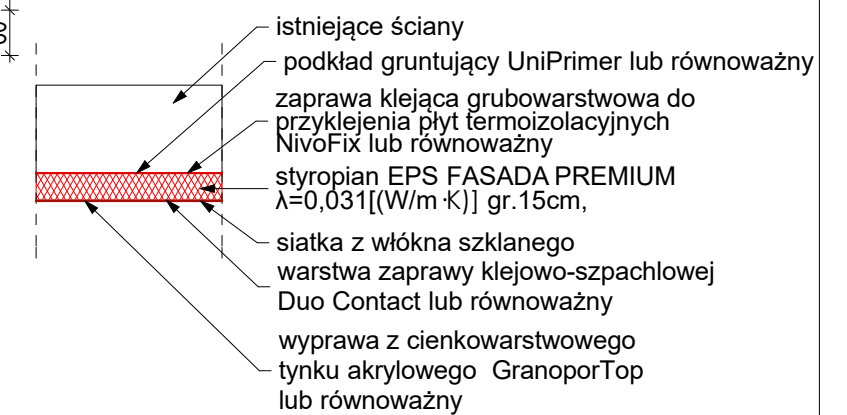 istniejące ściany
podkład gruntujący UniPrimer lub równoważny
zaprawa klejąca grubowarstwowa do
przyklejenia płyt termoizolacyjnych
NivoFix lub równoważny
styropian EPS FASADA PREMIUM
λ=0,031[(W/m·K)] gr.15cm,
siatka z włókna szklanego
warstwa zaprawy klejowo-szpachlowej
Duo Contact lub równoważny
wyprawa z cienkowarstwowego
tynku akrylowego GranoporTop
lub równoważny